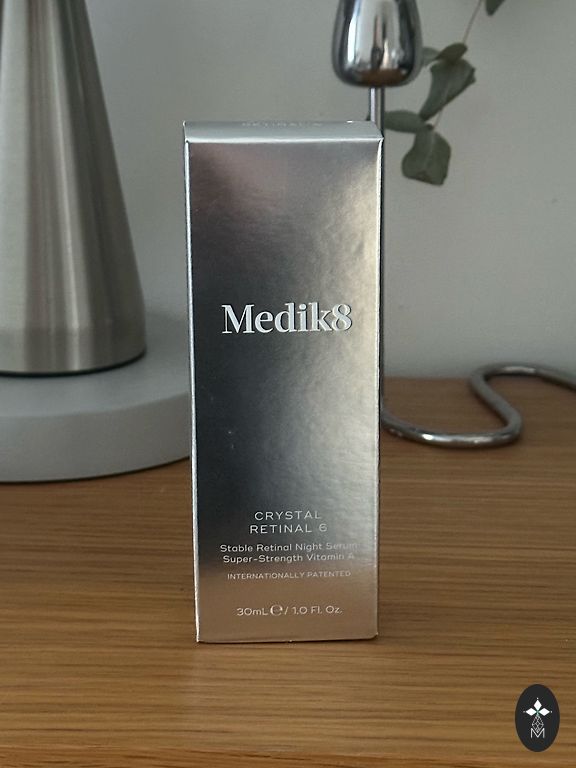 Medik8
CRYSTAL
RETINAL 6
Stable Retinal Night Serum
Super-Strength Vitamin A
INTERNATIONALLY PATENTED
30mL ℮ / 1.0 Fl. Oz.
M